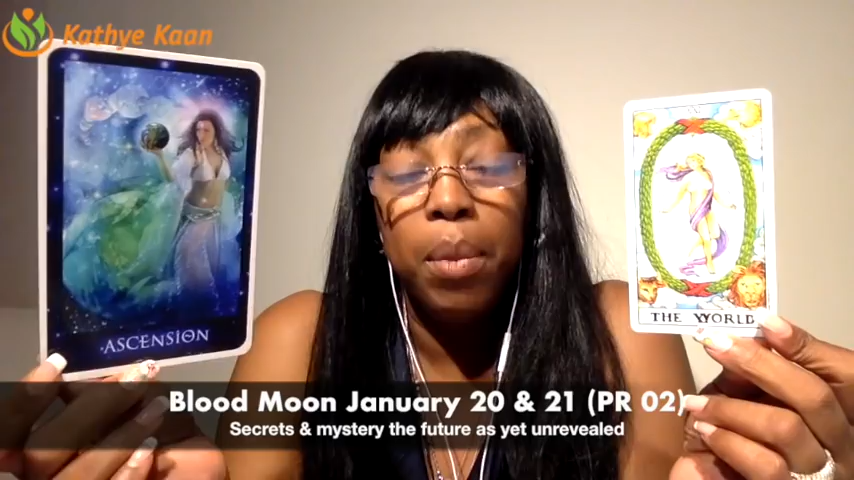 Kathye Kaan
ASCENSION
THE WORLD
Blood Moon January 20 & 21 (PR 02)
Secrets & mystery the future as yet unrevealed